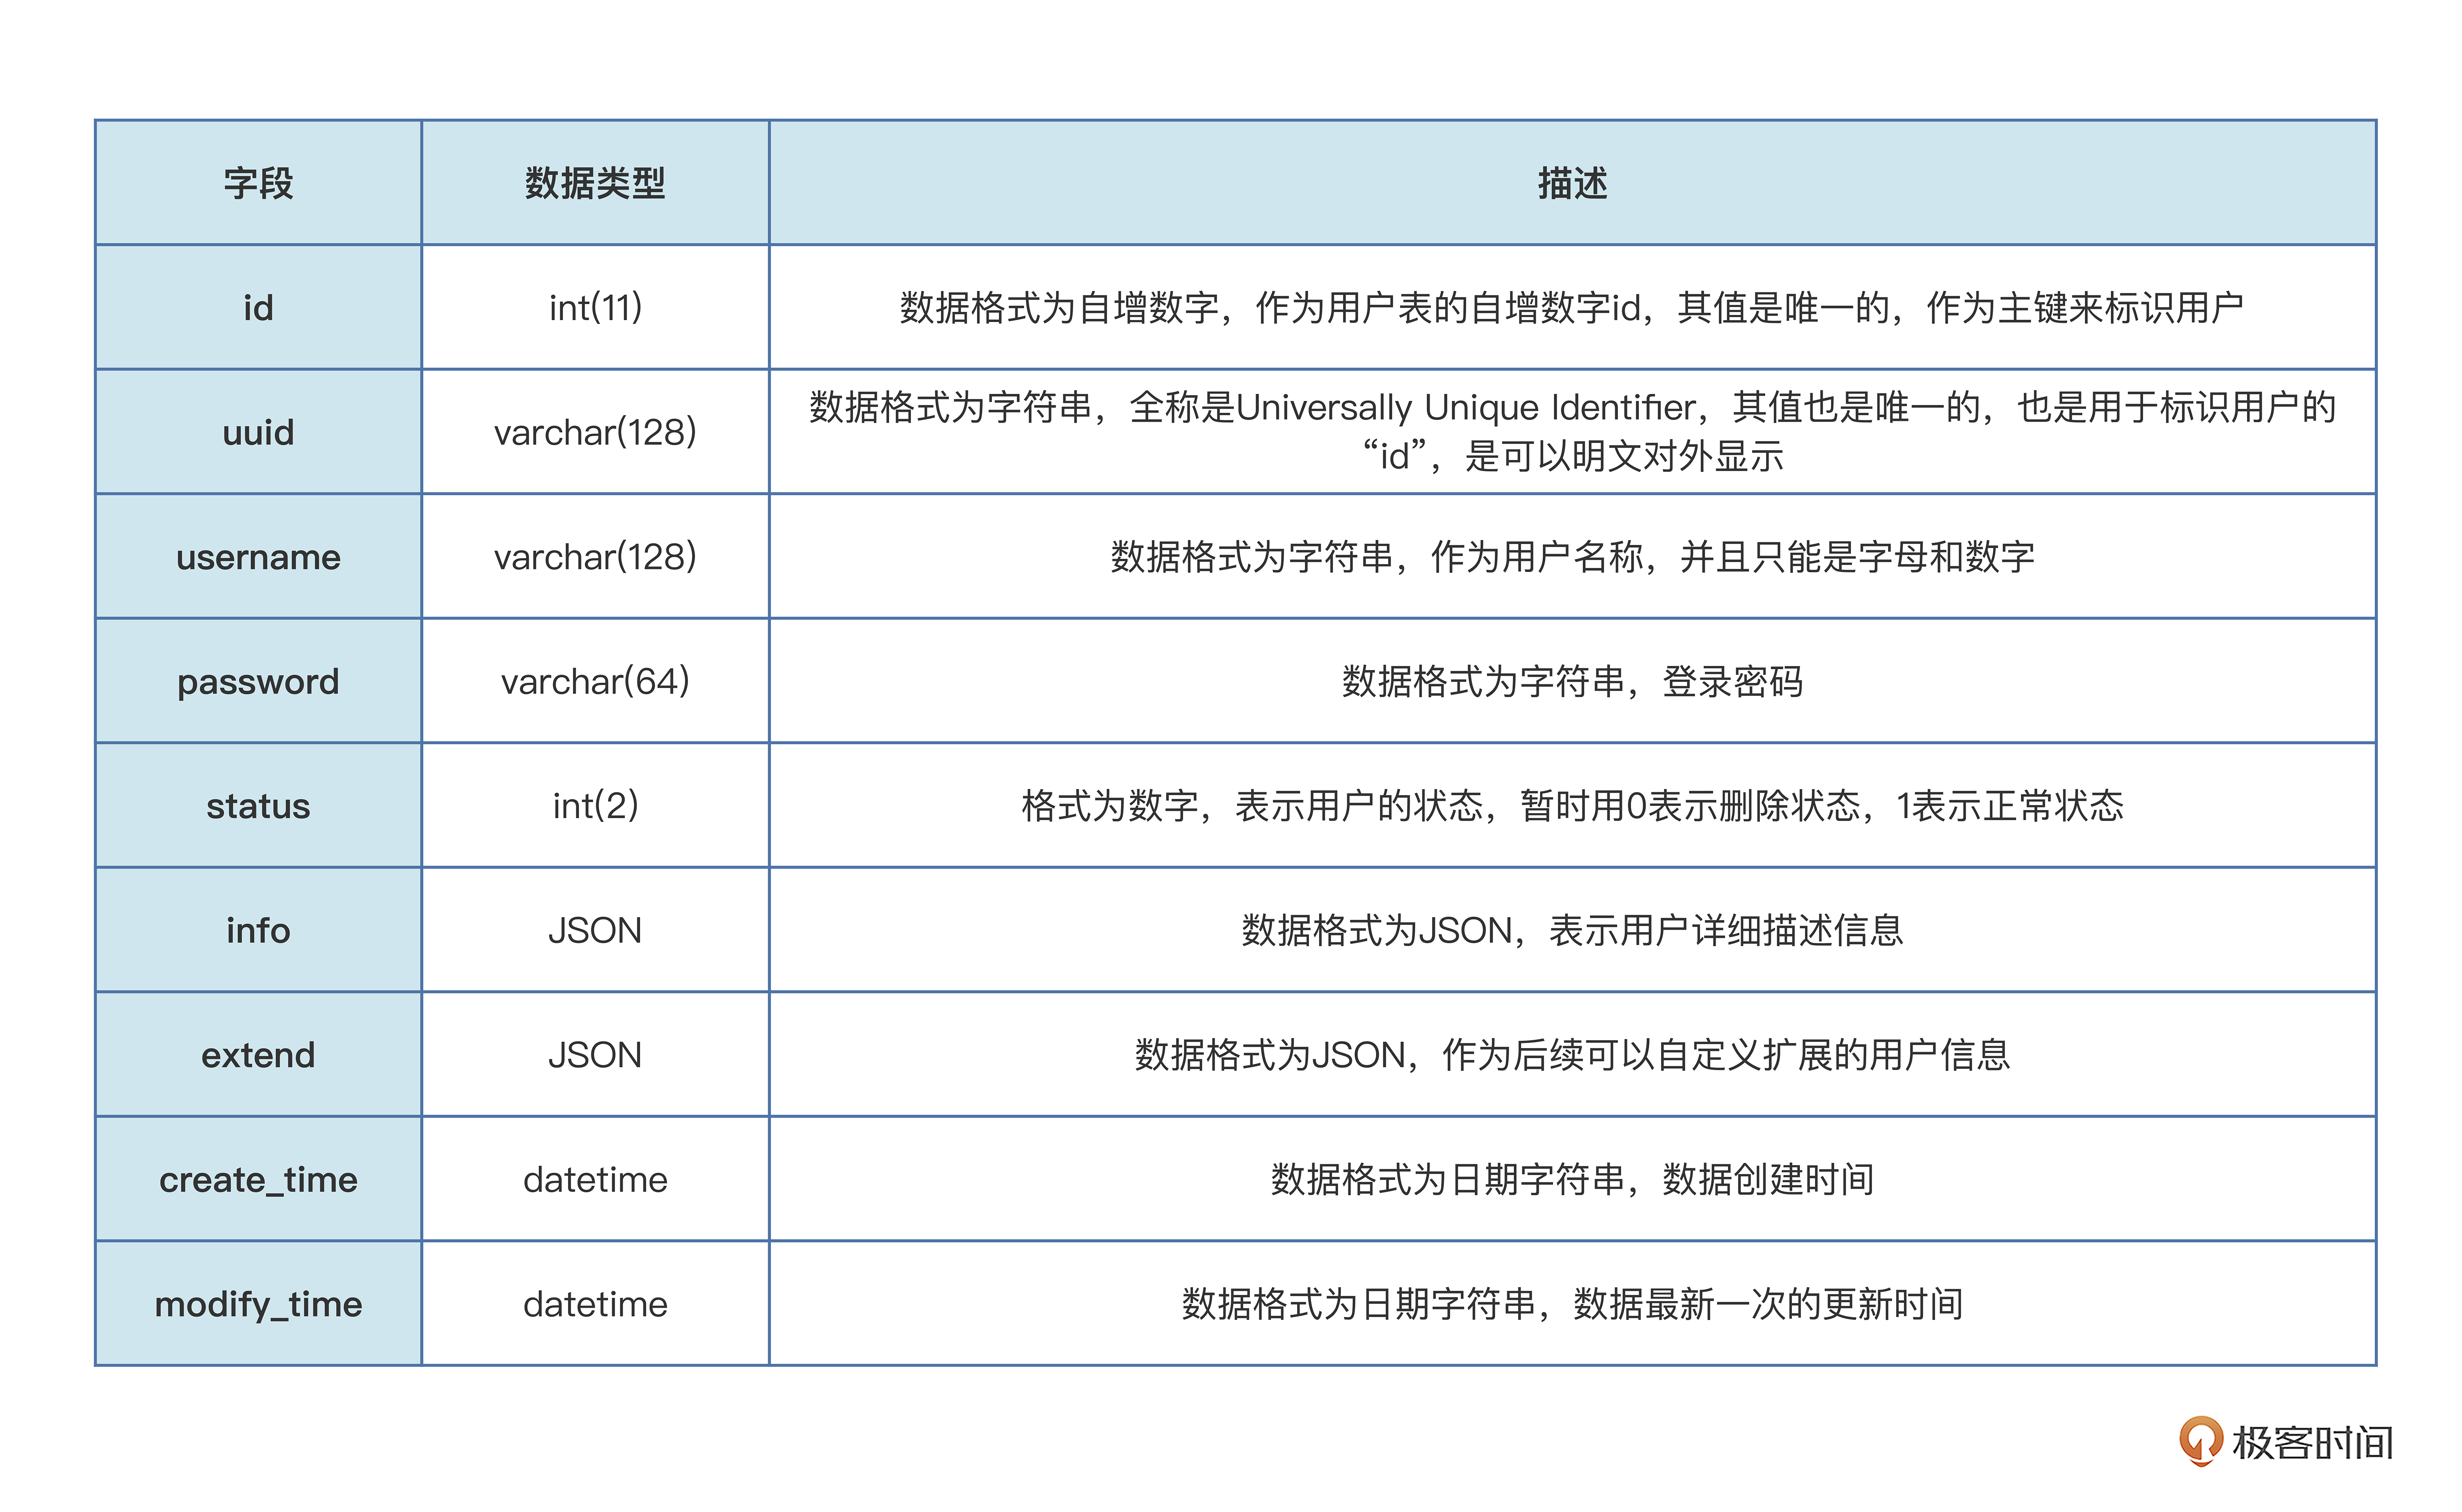 字段 数据类型 描述
id int(11) 数据格式为自增数字，作为用户表的自增数字id，其值是唯一的，作为主键来标识用户
uuid varchar(128) 数据格式为字符串，全称是Universally Unique Identifier，其值也是唯一的，也是用于标识用户的
“id”，是可以明文对外显示
username varchar(128) 数据格式为字符串，作为用户名称，并且只能是字母和数字
password varchar(64) 数据格式为字符串，登录密码
status int(2) 格式为数字，表示用户的状态，暂时用0表示删除状态，1表示正常状态
info JSON 数据格式为JSON，表示用户详细描述信息
extend JSON 数据格式为JSON，作为后续可以自定义扩展的用户信息
create_time datetime 数据格式为日期字符串，数据创建时间
modify_time datetime 数据格式为日期字符串，数据最新一次的更新时间
极客时间